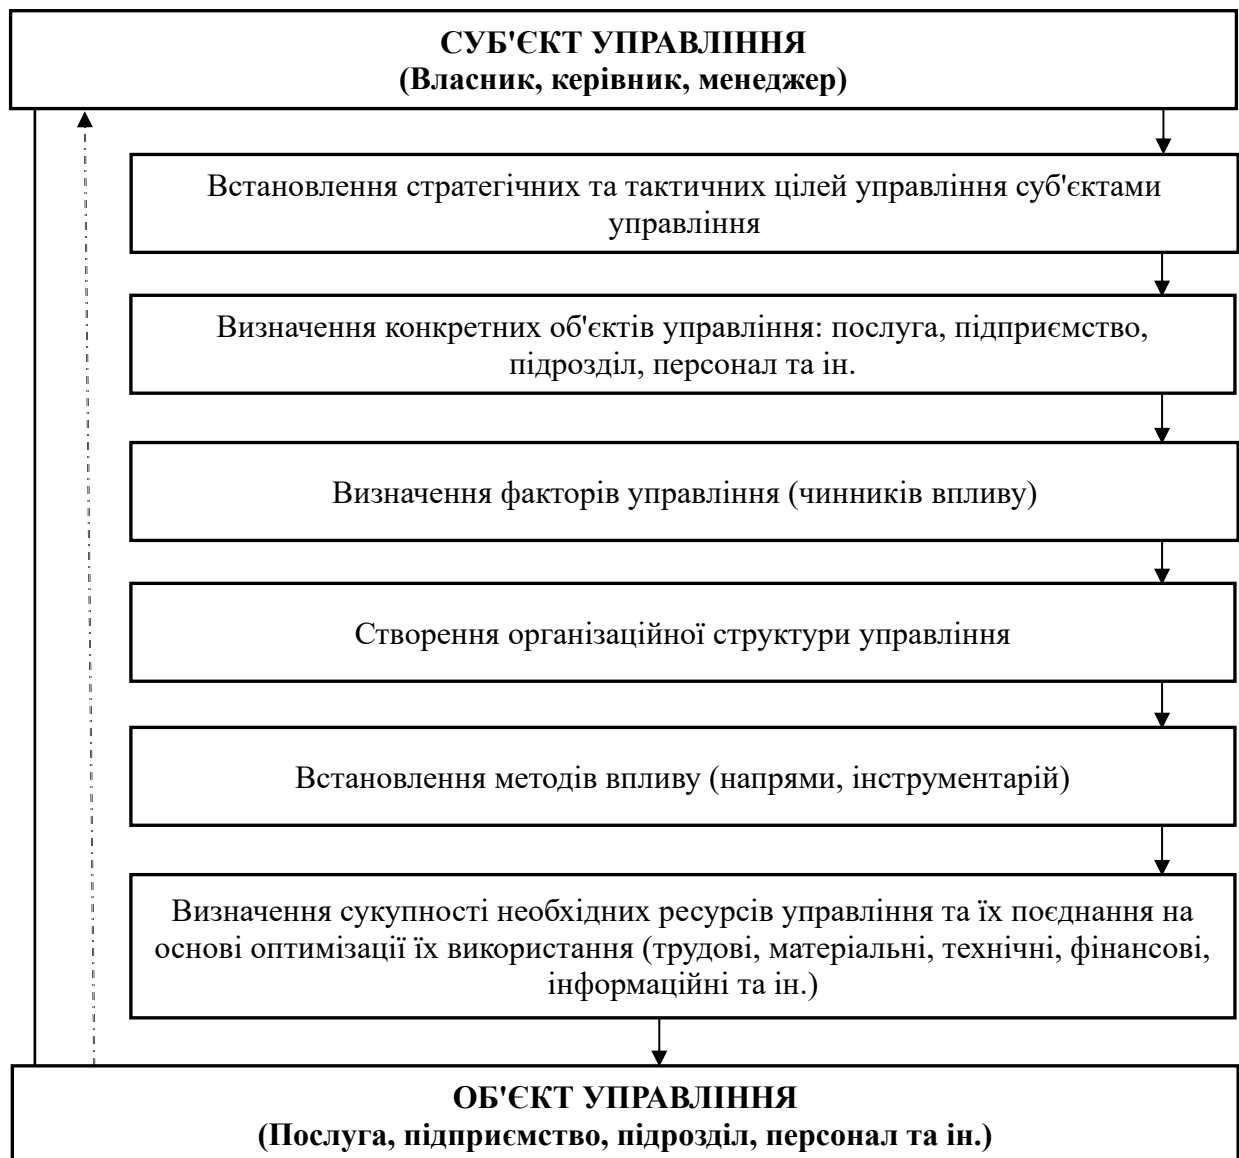 СУБ'ЄКТ УПРАВЛІННЯ
(Власник, керівник, менеджер)
Встановлення стратегічних та тактичних цілей управління суб'єктами
управління
Визначення конкретних об'єктів управління: послуга, підприємство,
підрозділ, персонал та ін.
Визначення факторів управління (чинників впливу)
Створення організаційної структури управління
Встановлення методів впливу (напрями, інструментарій)
Визначення сукупності необхідних ресурсів управління та їх поєднання на
основі оптимізації їх використання (трудові, матеріальні, технічні, фінансові,
інформаційні та ін.)
ОБ'ЄКТ УПРАВЛІННЯ
(Послуга, підприємство, підрозділ, персонал та ін.)